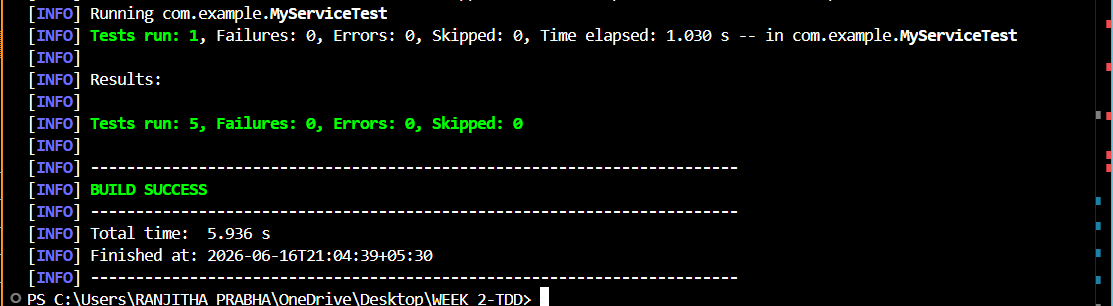 [INFO] Running com.example.MyServiceTest
[INFO] Tests run: 1, Failures: 0, Errors: 0, Skipped: 0, Time elapsed: 1.030 s -- in com.example.MyServiceTest
[INFO]
[INFO] Results:
[INFO]
[INFO] Tests run: 5, Failures: 0, Errors: 0, Skipped: 0
[INFO]
[INFO] ------------------------------------------------------------------------
[INFO] BUILD SUCCESS
[INFO] ------------------------------------------------------------------------
[INFO] Total time:  5.936 s
[INFO] Finished at: 2026-06-16T21:04:39+05:30
[INFO] ------------------------------------------------------------------------
PS C:\Users\RANJITHA PRABHA\OneDrive\Desktop\WEEK 2-TDD>